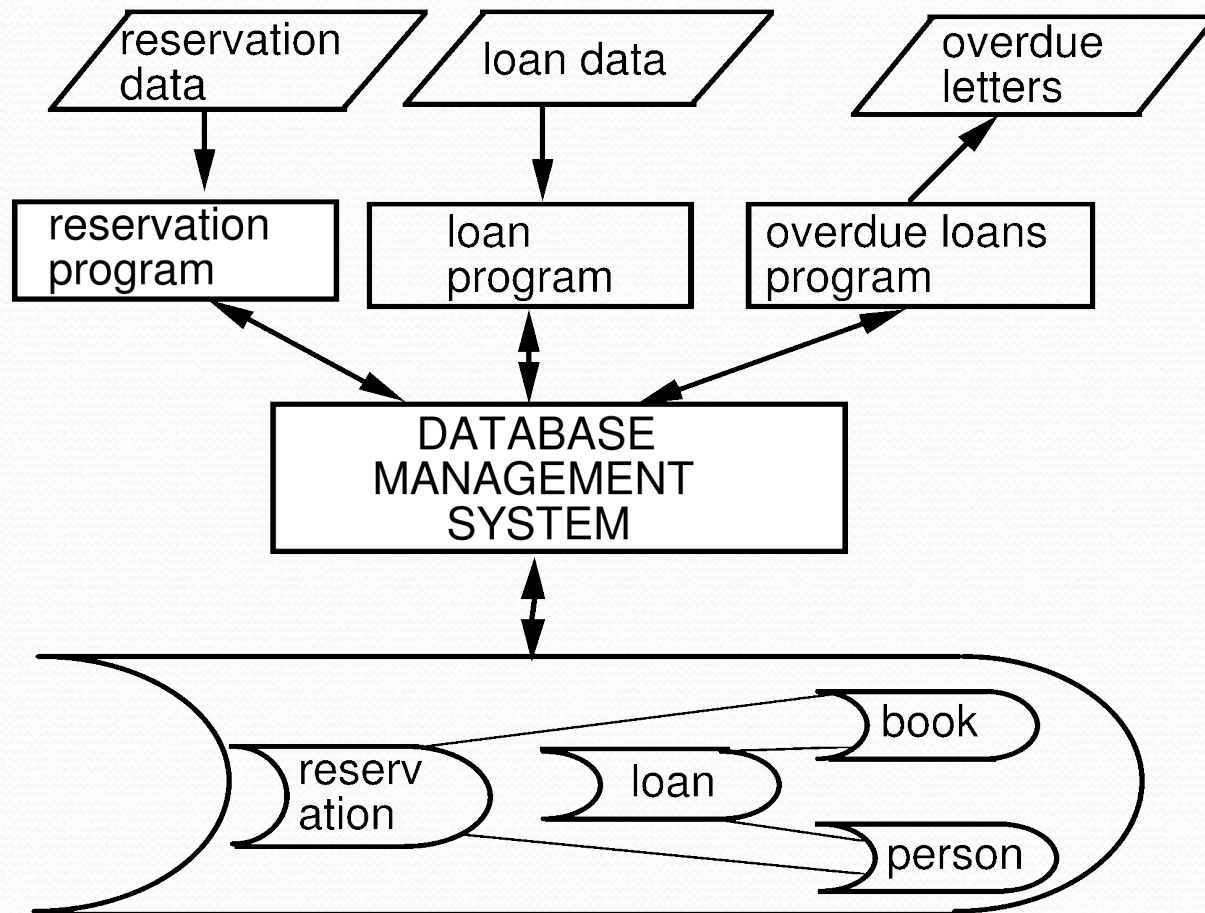 reservation
data
loan data
overdue
letters
reservation
program
loan
program
overdue loans
program
DATABASE
MANAGEMENT
SYSTEM
reserv
ation
loan
book
person